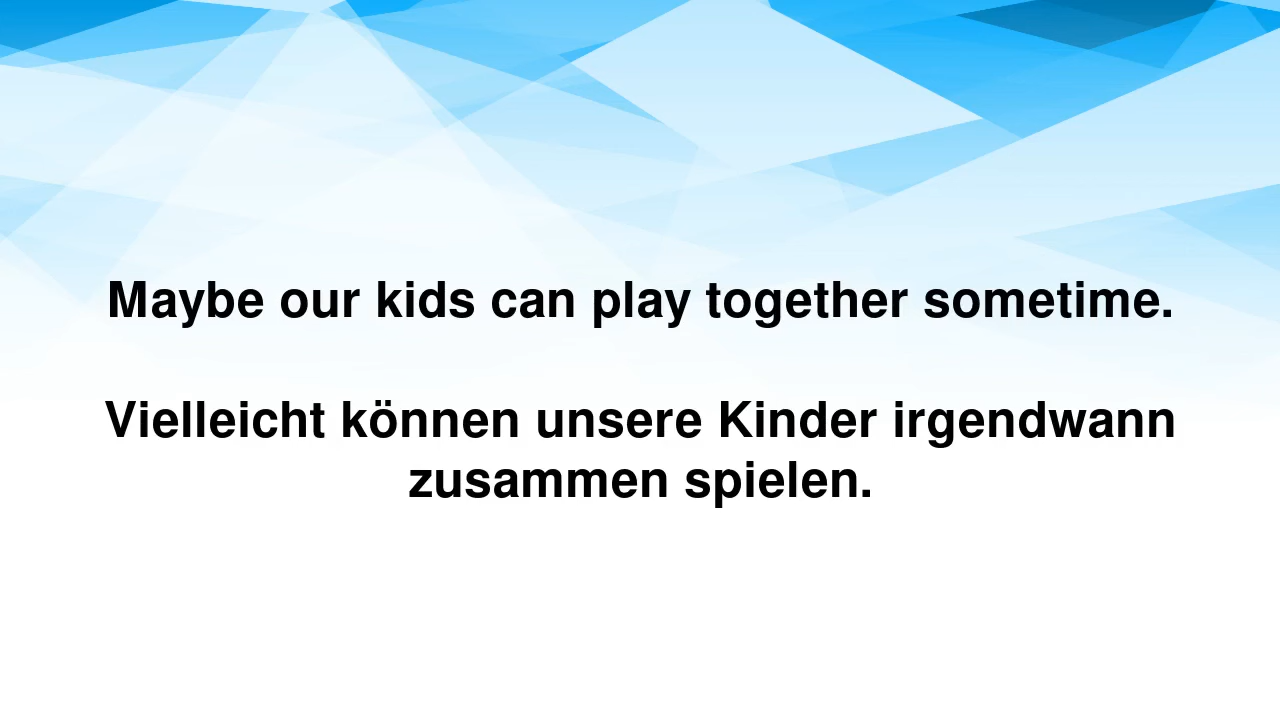 Maybe our kids can play together sometime.
Vielleicht können unsere Kinder irgendwann
zusammen spielen.